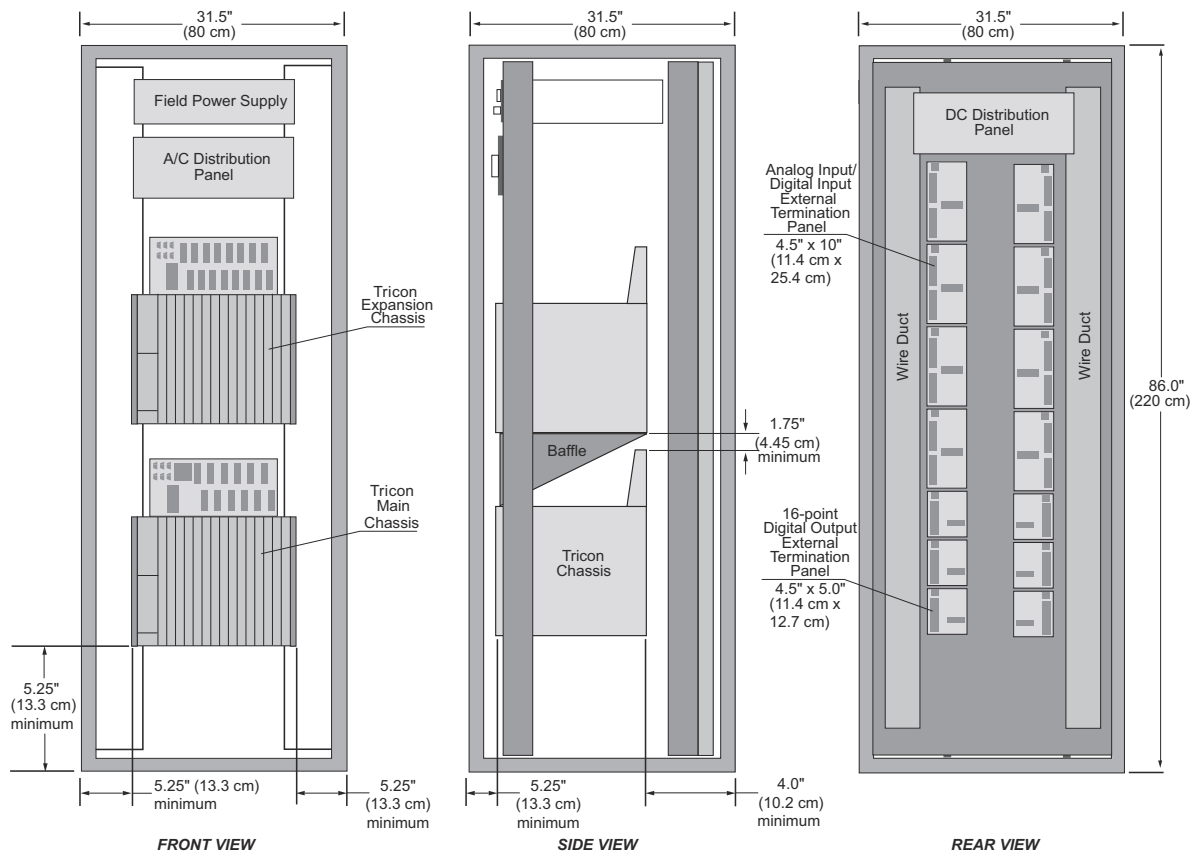 31.5"
(80 cm)
Field Power Supply
A/C Distribution
Panel
Tricon
Expansion
Chassis
Tricon
Main
Chassis
5.25"
(13.3 cm)
minimum
5.25" (13.3 cm)
minimum
5.25"
(13.3 cm)
minimum
FRONT VIEW
31.5"
(80 cm)
Baffle
1.75"
(4.45 cm)
minimum
Tricon
Chassis
5.25"
(13.3 cm)
minimum
4.0"
(10.2 cm)
minimum
SIDE VIEW
31.5"
(80 cm)
DC Distribution
Panel
Analog Input/
Digital Input
External
Termination
Panel
4.5" x 10"
(11.4 cm x
25.4 cm)
Wire Duct
Wire Duct
86.0"
(220 cm)
16-point
Digital Output
External
Termination
Panel
4.5" x 5.0"
(11.4 cm x
12.7 cm)
REAR VIEW